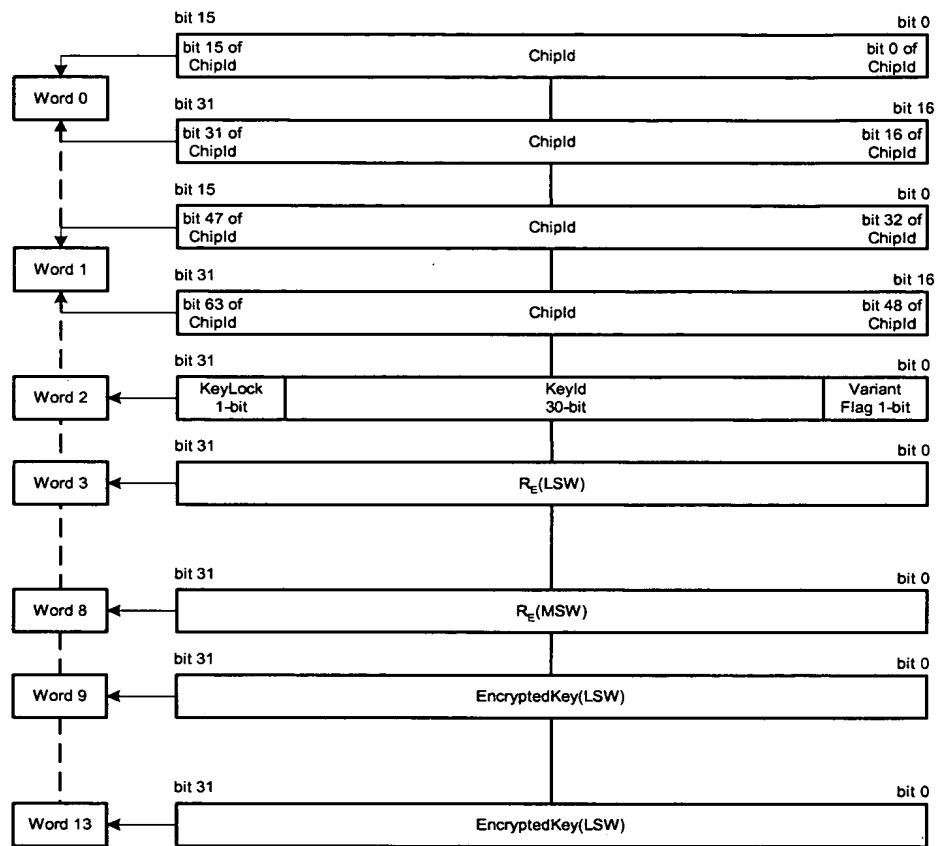 bit 15
bit 0
bit 15 of
ChipId
ChipId
bit 0 of
ChipId
Word 0
bit 31
bit 16
bit 31 of
ChipId
ChipId
bit 16 of
ChipId
bit 15
bit 0
bit 47 of
ChipId
ChipId
bit 32 of
ChipId
Word 1
bit 31
bit 16
bit 63 of
ChipId
ChipId
bit 48 of
ChipId
bit 31
bit 0
Word 2
KeyLock
1-bit
KeyId
30-bit
Variant
Flag 1-bit
bit 31
bit 0
Word 3
RE(LSW)
bit 31
bit 0
Word 8
RE(MSW)
bit 31
bit 0
Word 9
EncryptedKey(LSW)
bit 31
bit 0
Word 13
EncryptedKey(LSW)